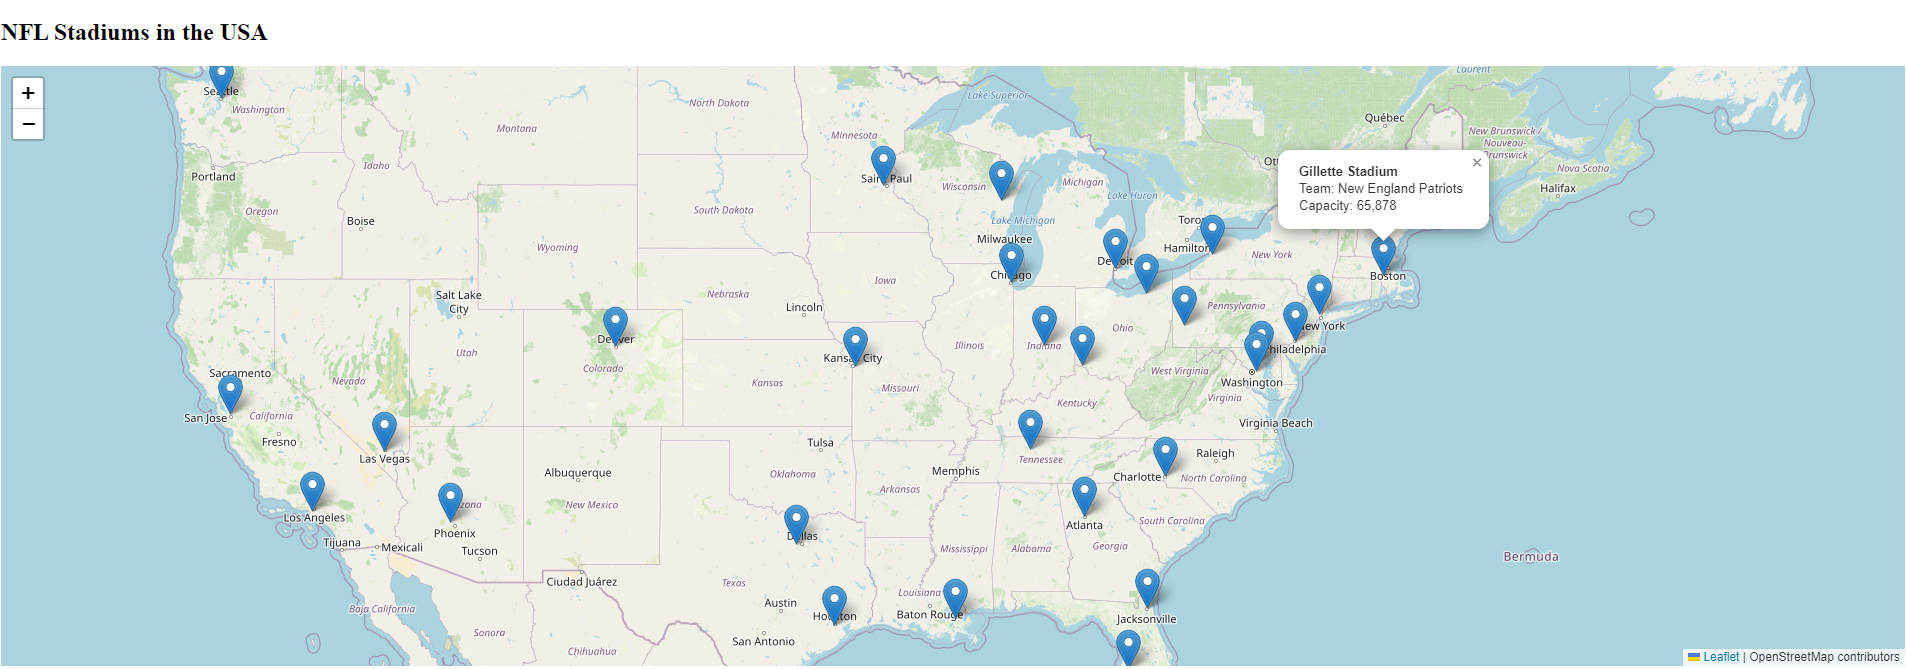 NFL Stadiums in the USA
+
−
Seattle
Washington
Portland
Oregon
Idaho
Boise
Montana
North Dakota
South Dakota
Wyoming
Nebraska
Lincoln
Salt Lake
City
Utah
Nevada
Sacramento
San Jose
California
Fresno
Las Vegas
Los Angeles
Tijuana
Mexicali
Baja California
Phoenix
Tucson
Sonora
Denver
Colorado
Kansas
Kansas City
Albuquerque
New Mexico
Ciudad Juárez
Chihuahua
Oklahoma
Tulsa
Dallas
Texas
Austin
San Antonio
Houston
Minnesota
Saint Paul
Wisconsin
Lake Superior
Lake Michigan
Michigan
Lake Huron
Milwaukee
Chicago
Iowa
Illinois
Missouri
Indiana
Ohio
Detroit
Hamilton
Kentucky
Tennessee
Memphis
Arkansas
Mississippi
Alabama
Louisiana
Baton Rouge
Georgia
Atlanta
South Carolina
North Carolina
Charlotte
Raleigh
Virginia Beach
Virginia
West Virginia
Washington
Philadelphia
Pennsylvania
New York
New York
Boston
Jacksonville
Québec
Laurent
New Brunswick /
Nouveau-
Brunswick
Nova Scotia
Halifax
Bermuda
Gillette Stadium
Team: New England Patriots
Capacity: 65,878
×
Leaflet | OpenStreetMap contributors